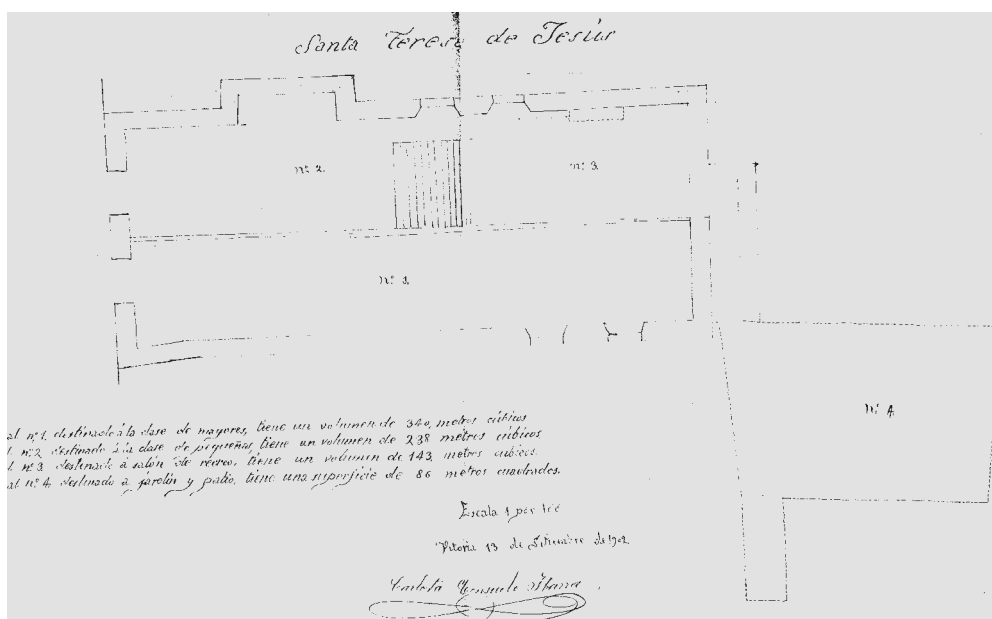 Santa Teresa de Jesús
Nº 2.
Nº 3
Nº 1.
Nº 4
al nº 1. destinado á la clase de mayores, tiene un volumen de 340, metros cúbicos
l nº 2 destinado á la clase de pequeñas, tiene un volumen de 238 metros cúbicos
l nº 3 destinado á salón de recreo, tiene un volumen de 143, metros cúbicos.
al nº 4. destinado á jardín y patio, tiene una superficie de 86 metros cuadrados.
Escala 1 por 100
Vitoria 13 de Setiembre de 1902
Carlota Ibarra